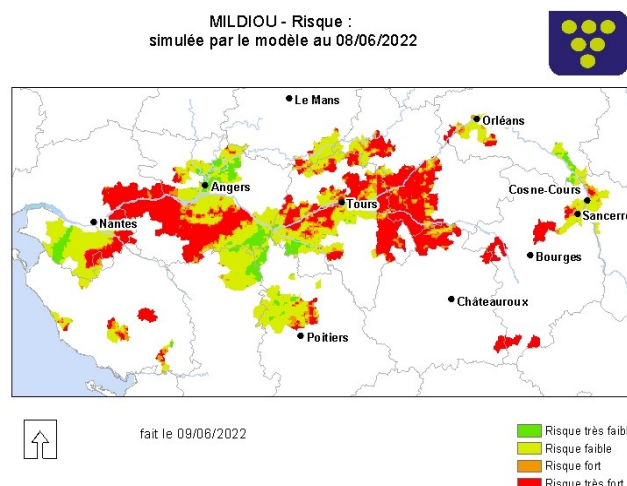 MILDIOU - Risque :
simulée par le modèle au 08/06/2022
Le Mans
Orléans
Angers
Cosne-Cours
Tours
Sancerre
Nantes
Bourges
Châteauroux
Poitiers
fait le 09/06/2022
Risque très faible
Risque faible
Risque fort
Risque très fort